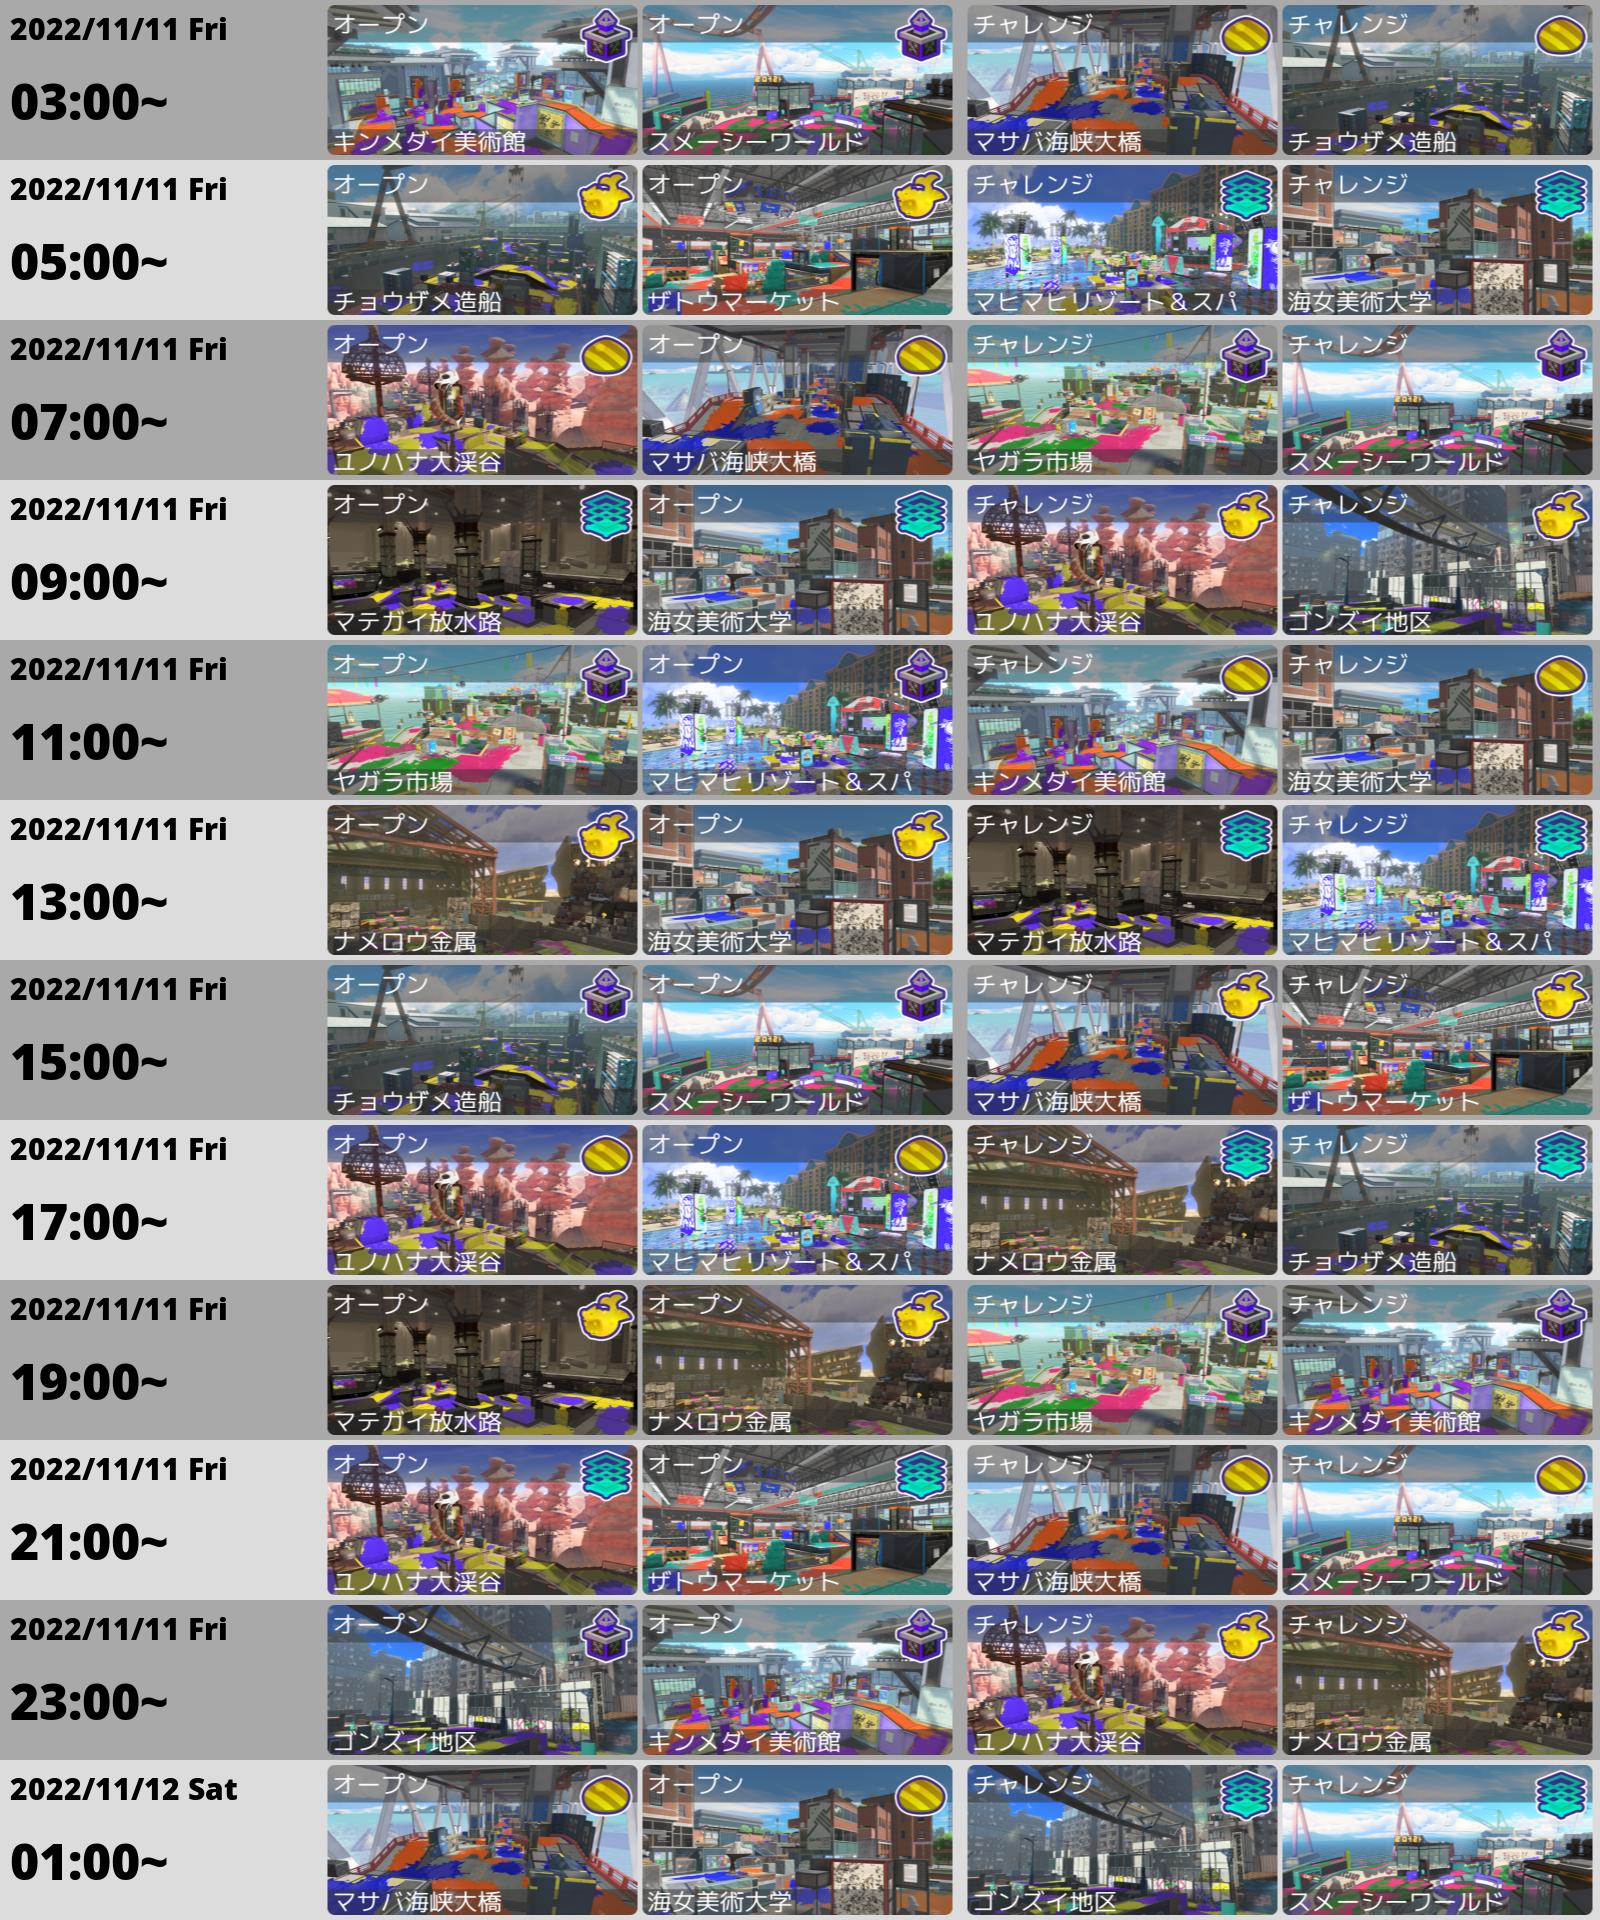 2022/11/11 Fri
03:00~
オープン
キンメダイ美術館
オープン
スメーシーワールド
チャレンジ
マサバ海峡大橋
チャレンジ
チョウザメ造船
2022/11/11 Fri
05:00~
オープン
チョウザメ造船
オープン
ザトウマーケット
チャレンジ
マヒマヒリゾート＆スパ
チャレンジ
海女美術大学
2022/11/11 Fri
07:00~
オープン
ユノハナ大渓谷
オープン
マサバ海峡大橋
チャレンジ
ヤガラ市場
チャレンジ
スメーシーワールド
2022/11/11 Fri
09:00~
オープン
マテガイ放水路
オープン
海女美術大学
チャレンジ
ユノハナ大渓谷
チャレンジ
ゴンズイ地区
2022/11/11 Fri
11:00~
オープン
ヤガラ市場
オープン
マヒマヒリゾート＆スパ
チャレンジ
キンメダイ美術館
チャレンジ
海女美術大学
2022/11/11 Fri
13:00~
オープン
ナメロウ金属
オープン
海女美術大学
チャレンジ
マテガイ放水路
チャレンジ
マヒマヒリゾート＆スパ
2022/11/11 Fri
15:00~
オープン
チョウザメ造船
オープン
スメーシーワールド
チャレンジ
マサバ海峡大橋
チャレンジ
ザトウマーケット
2022/11/11 Fri
17:00~
オープン
ユノハナ大渓谷
オープン
マヒマヒリゾート＆スパ
チャレンジ
ナメロウ金属
チャレンジ
チョウザメ造船
2022/11/11 Fri
19:00~
オープン
マテガイ放水路
オープン
ナメロウ金属
チャレンジ
ヤガラ市場
チャレンジ
キンメダイ美術館
2022/11/11 Fri
21:00~
オープン
ユノハナ大渓谷
オープン
ザトウマーケット
チャレンジ
マサバ海峡大橋
チャレンジ
スメーシーワールド
2022/11/11 Fri
23:00~
オープン
ゴンズイ地区
オープン
キンメダイ美術館
チャレンジ
ユノハナ大渓谷
チャレンジ
ナメロウ金属
2022/11/12 Sat
01:00~
オープン
マサバ海峡大橋
オープン
海女美術大学
チャレンジ
ゴンズイ地区
チャレンジ
スメーシーワールド